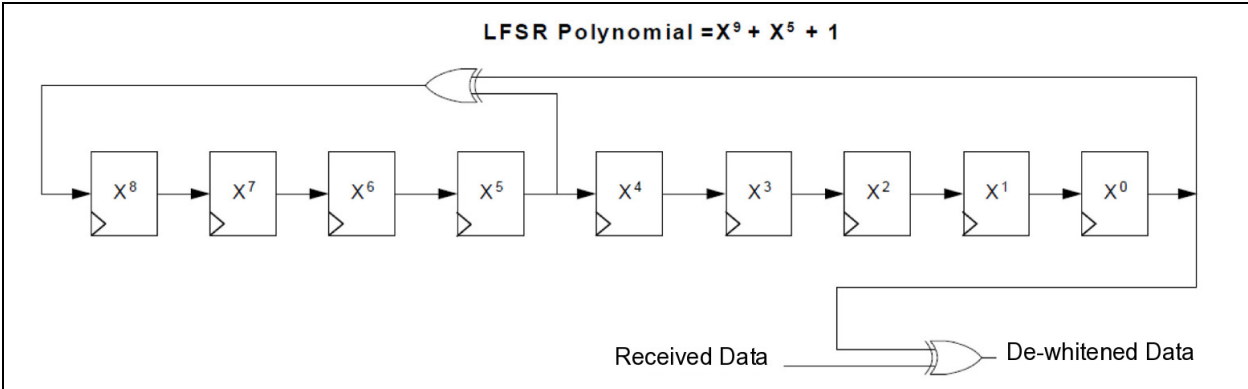 LFSR Polynomial =X⁹ + X⁵ + 1
X⁸ X⁷ X⁶ X⁵ X⁴ X³ X² X¹ X⁰
Received Data
De-whitened Data